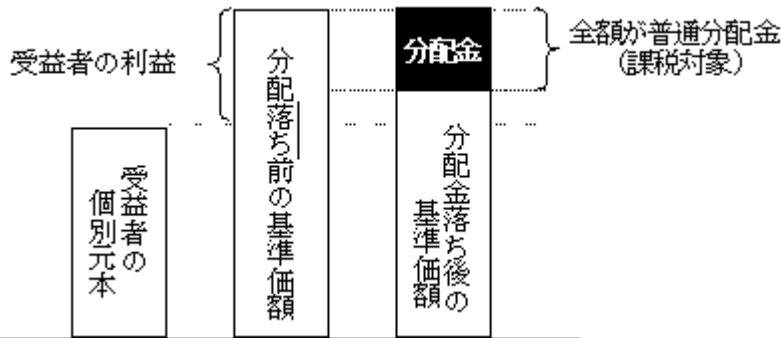 受益者の利益
分配落ち前の基準価額
分配金
全額が普通分配金
（課税対象）
受益者の
個別元本
分配金落ち後の
基準価額